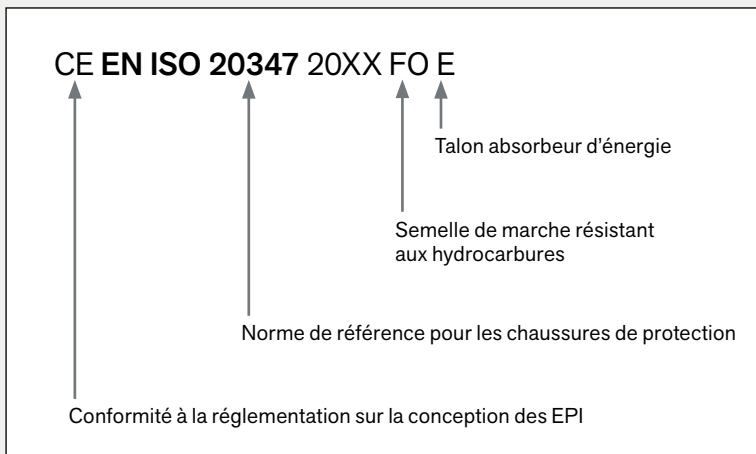 CE EN ISO 20347 20XX FO E
Talon absorbeur d'énergie
Semelle de marche résistant
aux hydrocarbures
Norme de référence pour les chaussures de protection
Conformité à la réglementation sur la conception des EPI